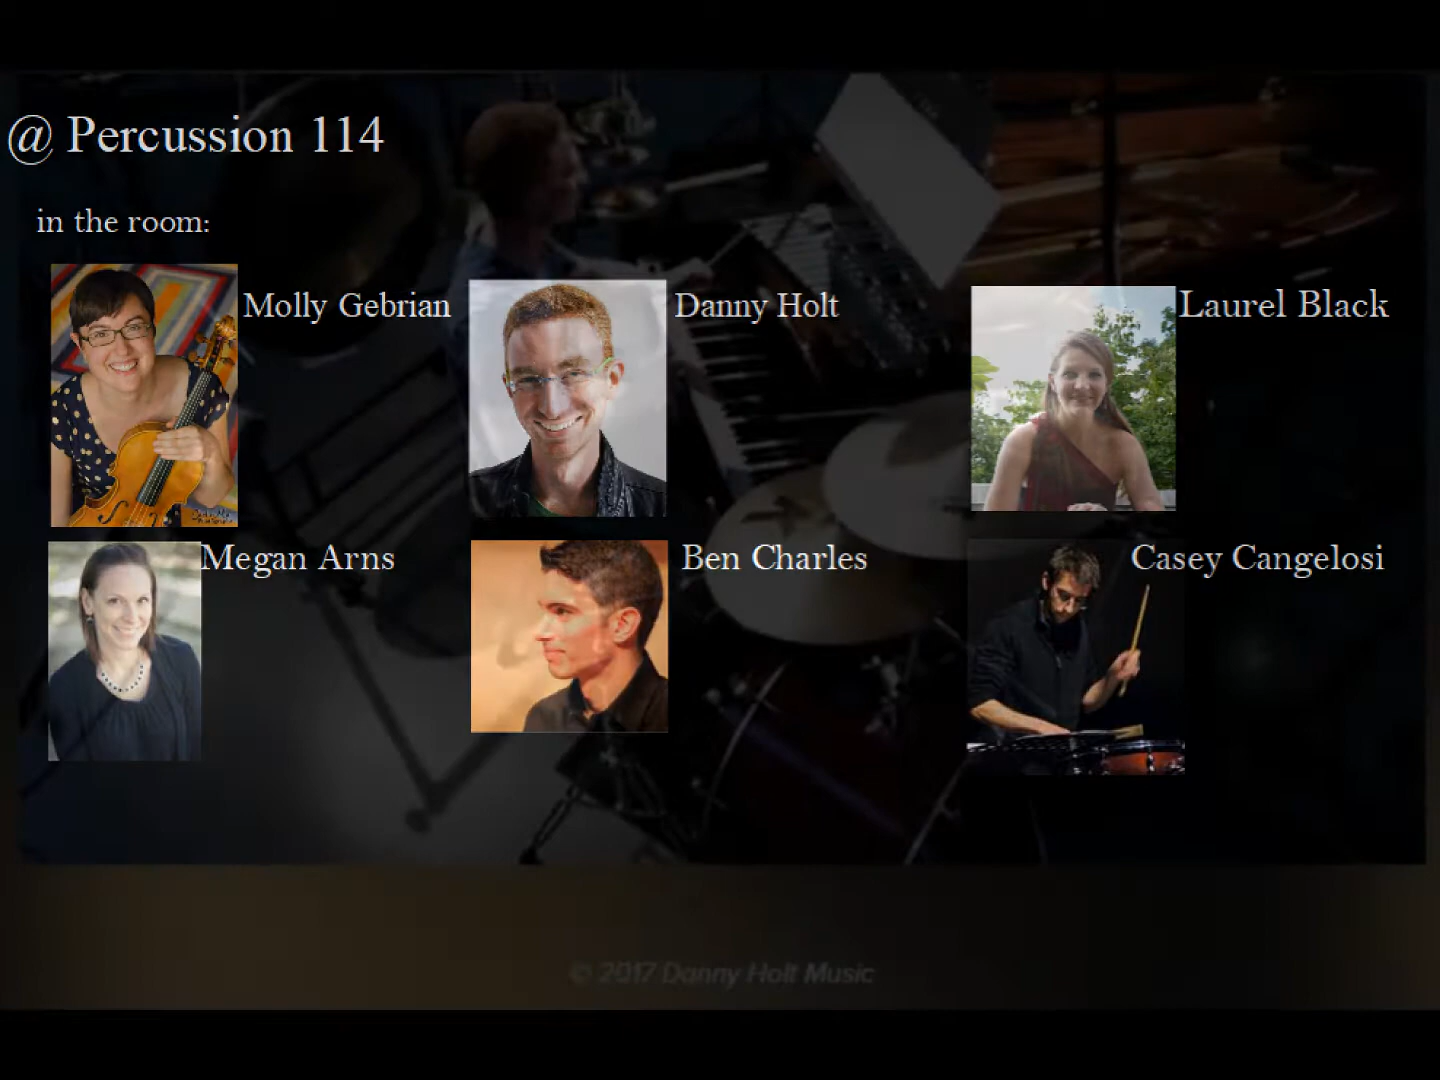 @ Percussion 114
in the room:
Molly Gebrian
Danny Holt
Laurel Black
Megan Arns
Ben Charles
Casey Cangelosi
© 2017 Danny Holt Music